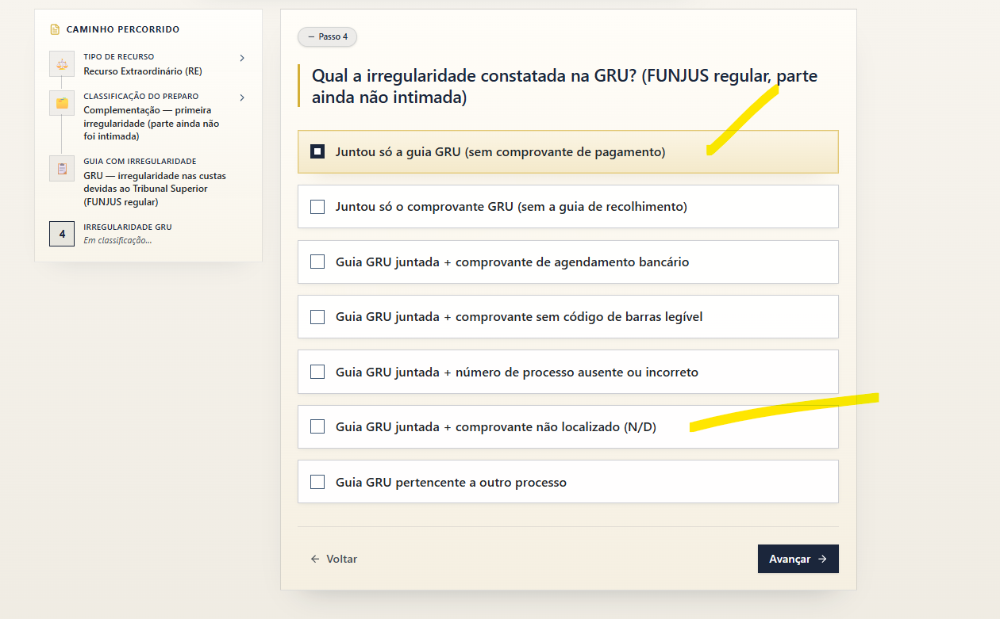 CAMINHO PERCORRIDO
TIPO DE RECURSO
Recurso Extraordinário (RE)
CLASSIFICAÇÃO DO PREPARO
Complementação — primeira
irregularidade (parte ainda não
foi intimada)
GUIA COM IRREGULARIDADE
GRU — irregularidade nas custas
devidas ao Tribunal Superior
(FUNJUS regular)
4
IRREGULARIDADE GRU
Em classificação...
— Passo 4
Qual a irregularidade constatada na GRU? (FUNJUS regular, parte
ainda não intimada)
Juntou só a guia GRU (sem comprovante de pagamento)
Juntou só o comprovante GRU (sem a guia de recolhimento)
Guia GRU juntada + comprovante de agendamento bancário
Guia GRU juntada + comprovante sem código de barras legível
Guia GRU juntada + número de processo ausente ou incorreto
Guia GRU juntada + comprovante não localizado (N/D)
Guia GRU pertencente a outro processo
← Voltar
Avançar →